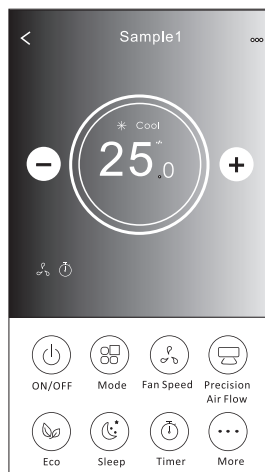 Sample1
Cool
25.0
ON/OFF Mode Fan Speed Precision
Air Flow
Eco Sleep Timer More